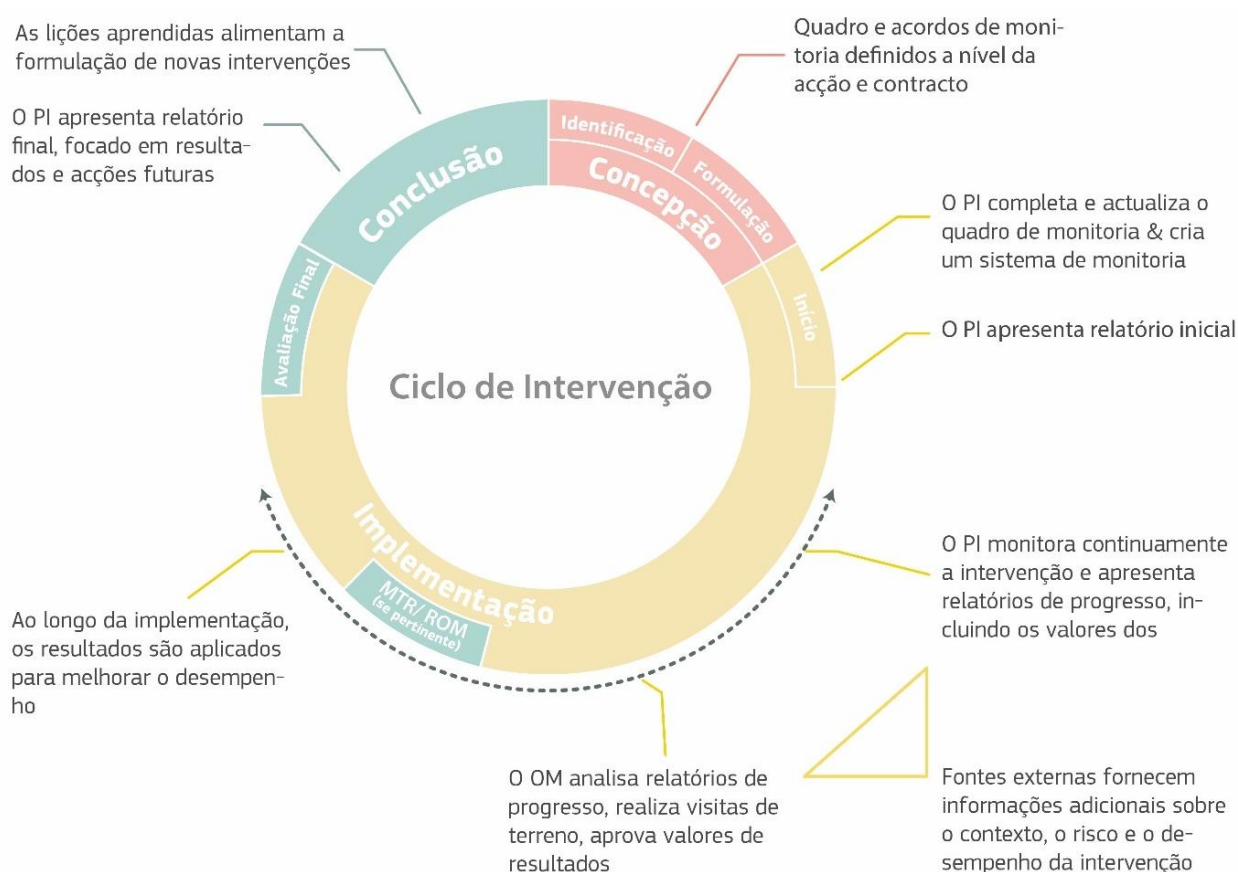 As lições aprendidas alimentam a
formulação de novas intervenções
O PI apresenta relatório
final, focado em resulta-
dos e acções futuras
Quadro e acordos de moni-
toria definidos a nível da
acção e contracto
O PI completa e actualiza o
quadro de monitoria & cria
um sistema de monitoria
O PI apresenta relatório inicial
Identificação
Formulação
Concepção
Conclusão
Início
Avaliação Final
Ciclo de Intervenção
Implementação
MTR/ ROM
(se pertinente)
O PI monitora continuamente
a intervenção e apresenta
relatórios de progresso, in-
cluindo os valores dos
Ao longo da implementação,
os resultados são aplicados
para melhorar o desempen-
ho
O OM analisa relatórios de
progresso, realiza visitas de
terreno, aprova valores de
resultados
Fontes externas fornecem
informações adicionais sobre
o contexto, o risco e o de-
sempenho da intervenção